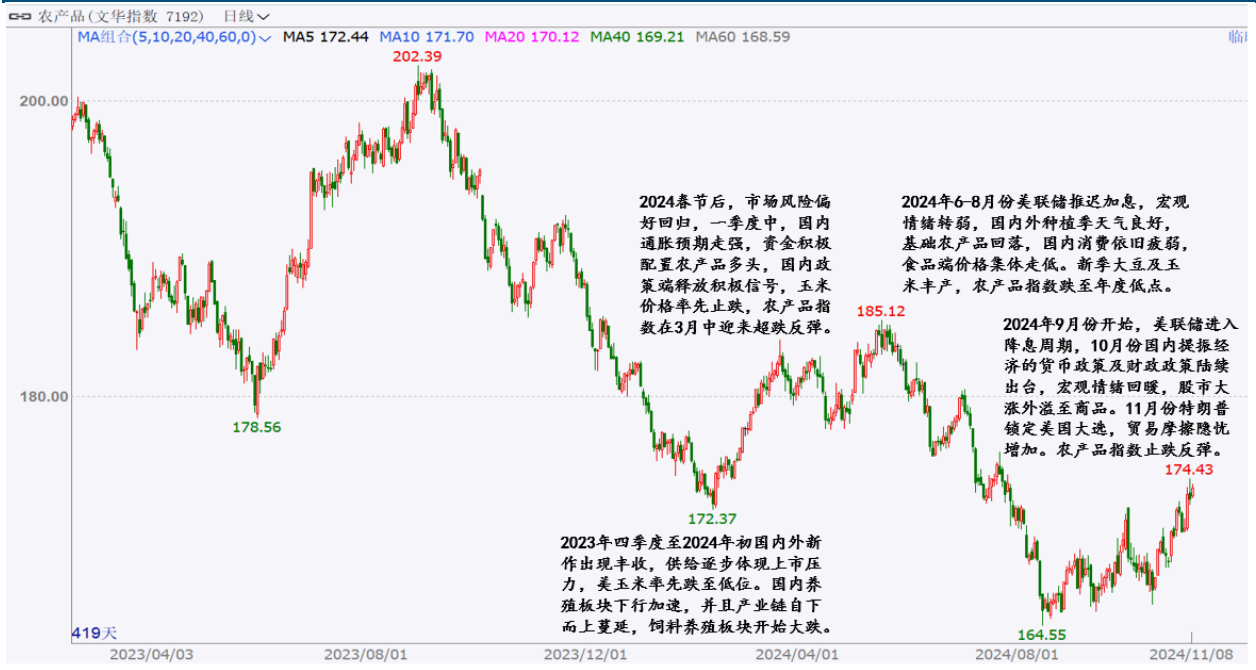 农产品(文华指数 7192) 日线
MA组合(5,10,20,40,60,0) MA5 172.44 MA10 171.70 MA20 170.12 MA40 169.21 MA60 168.59
202.39
200.00
2024春节后，市场风险偏
好回归，一季度中，国内
通胀预期走强，资金积极
配置农产品多头，国内政
策端释放积极信号，玉米
价格率先止跌，农产品指
数在3月中迎来超跌反弹。
2024年6-8月份美联储推迟加息，宏观
情绪转弱，国内外种植季天气良好，
基础农产品回落，国内消费依旧疲弱，
食品端价格集体走低。新季大豆及玉
米丰产，农产品指数跌至年度低点。
185.12
2024年9月份开始，美联储进入
降息周期，10月份国内提振经
济的货币政策及财政政策陆续
出台，宏观情绪回暖，股市大
涨外溢至商品。11月份特朗普
锁定美国大选，贸易摩擦隐忧
增加。农产品指数止跌反弹。
180.00
178.56
174.43
172.37
2023年四季度至2024年初国内外新
作出现丰收，供给逐步体现上市压
力，美玉米率先跌至低位。国内养
殖板块下行加速，并且产业链自下
而上蔓延，饲料养殖板块开始大跌。
164.55
419天
2023/04/03 2023/08/01 2023/12/01 2024/04/01 2024/08/01 2024/11/08